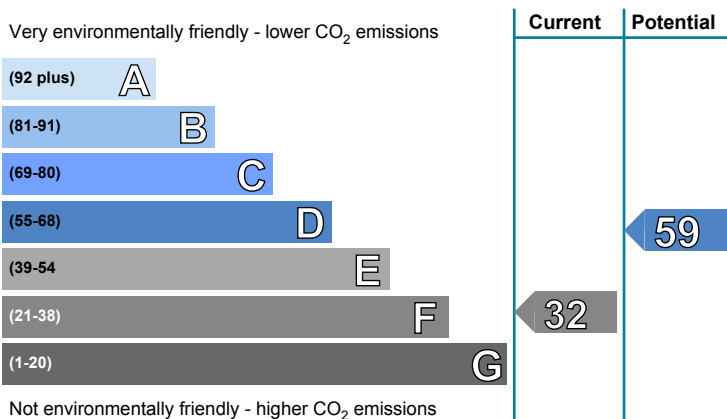 Very environmentally friendly - lower CO2 emissions
Current
Potential
(92 plus) A
(81-91) B
(69-80) C
(55-68) D
59
(39-54 E
(21-38) F
32
(1-20) G
Not environmentally friendly - higher CO2 emissions